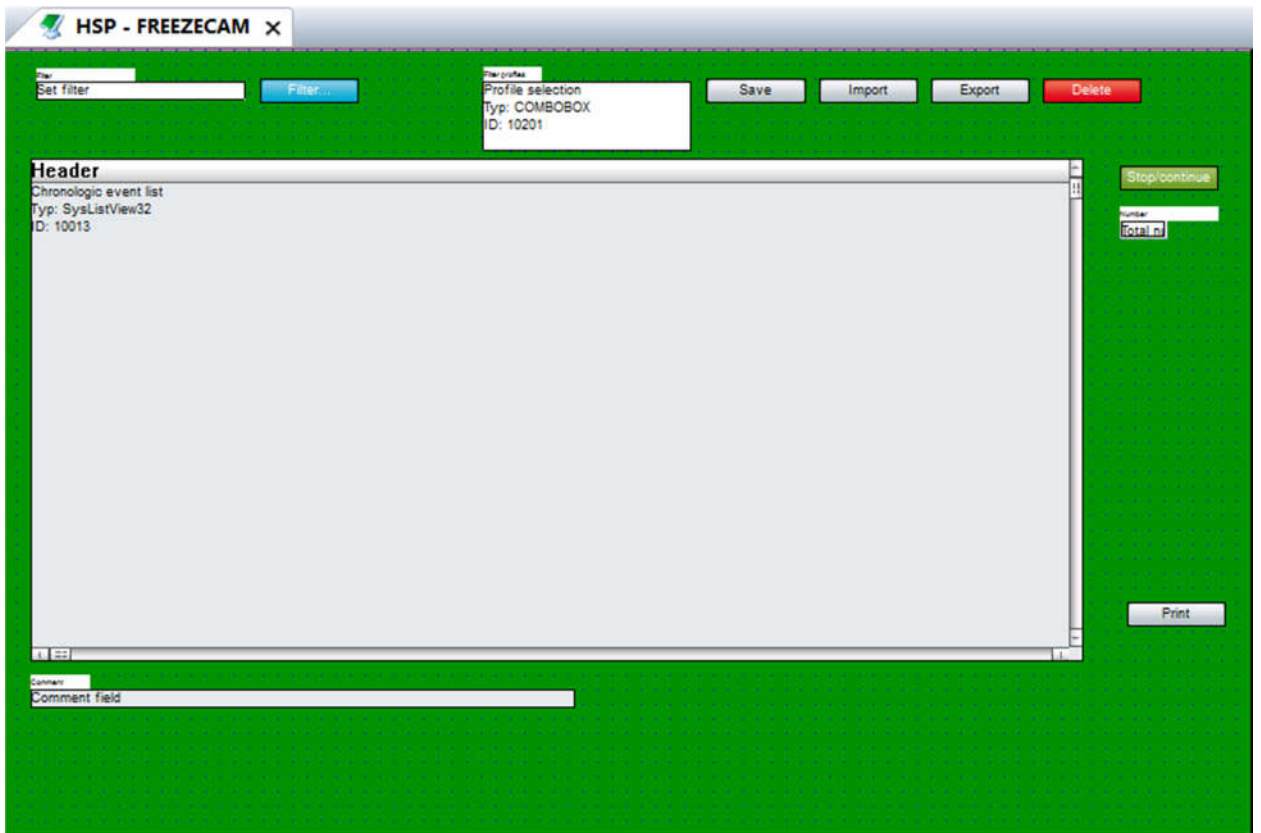 HSP - FREEZECAM
Filter
Set filter
Filter...
Filter profiles
Profile selection
Typ: COMBOBOX
ID: 10201
Save
Import
Export
Delete
Header
Chronologic event list
Typ: SysListView32
ID: 10013
Stop/continue
Number
Total n
Print
Comment
Comment field